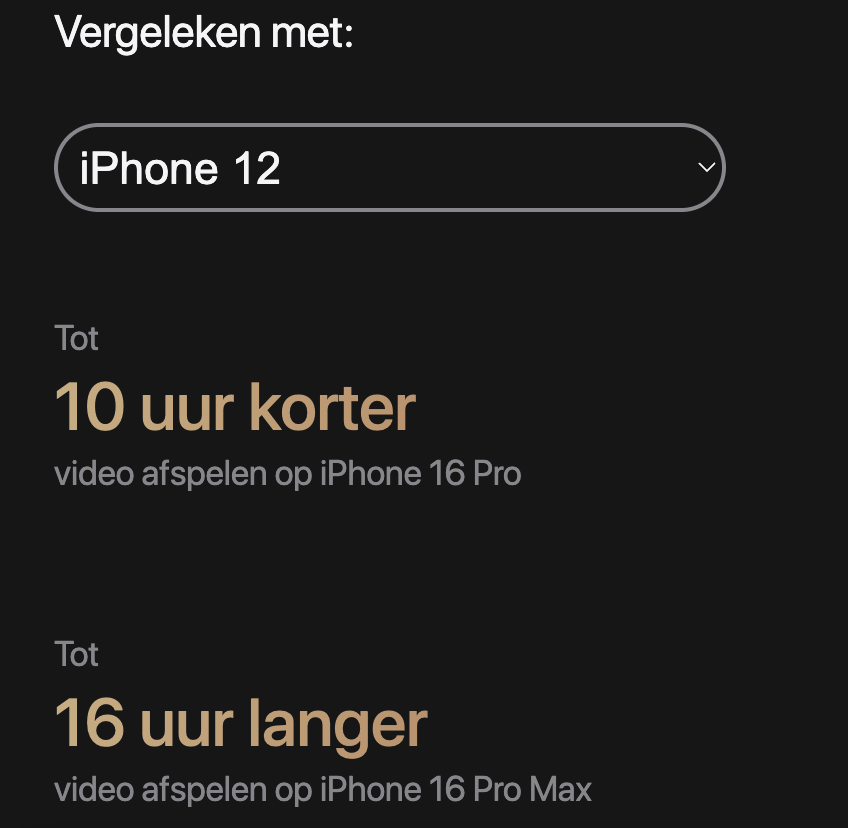 Vergeleken met:
iPhone 12
Tot
10 uur korter
video afspelen op iPhone 16 Pro
Tot
16 uur langer
video afspelen op iPhone 16 Pro Max